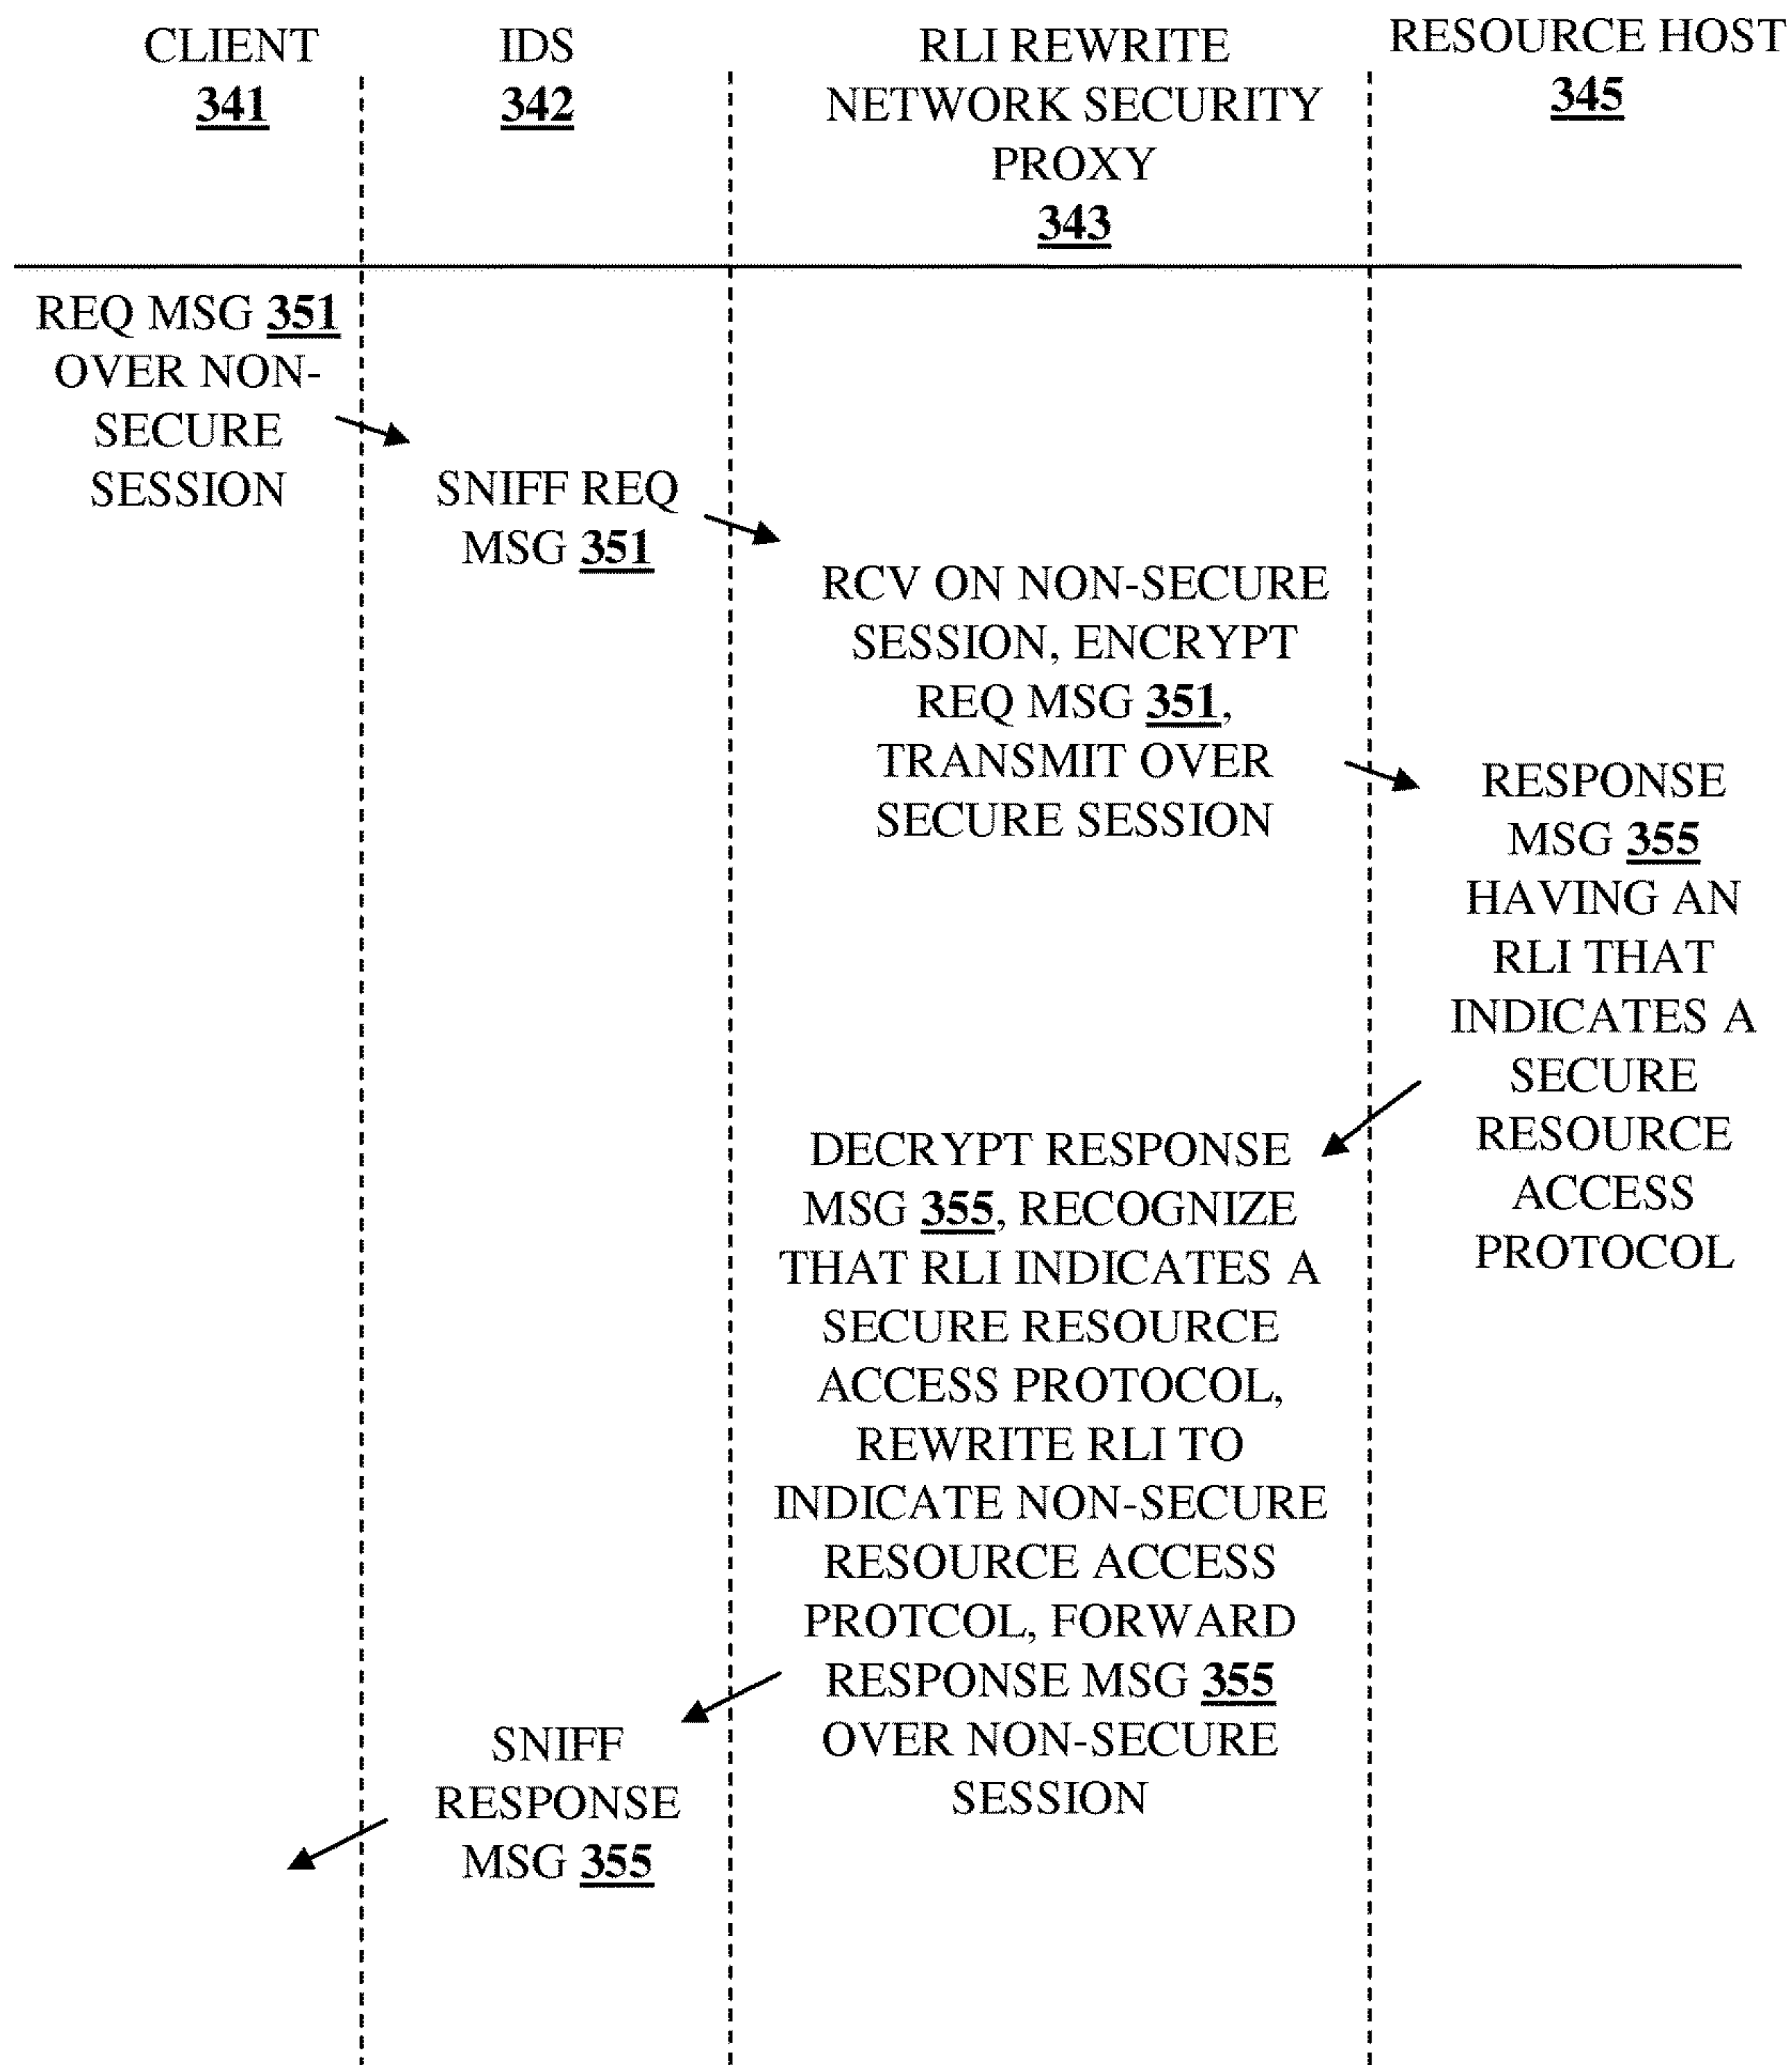 CLIENT
341
IDS
342
RLI REWRITE
NETWORK SECURITY
PROXY
343
RESOURCE HOST
345
REQ MSG 351
OVER NON-
SECURE
SESSION
SNIFF REQ
MSG 351
RCV ON NON-SECURE
SESSION, ENCRYPT
REQ MSG 351,
TRANSMIT OVER
SECURE SESSION
RESPONSE
MSG 355
HAVING AN
RLI THAT
INDICATES A
SECURE
RESOURCE
ACCESS
PROTOCOL
DECRYPT RESPONSE
MSG 355, RECOGNIZE
THAT RLI INDICATES A
SECURE RESOURCE
ACCESS PROTOCOL,
REWRITE RLI TO
INDICATE NON-SECURE
RESOURCE ACCESS
PROTCOL, FORWARD
RESPONSE MSG 355
OVER NON-SECURE
SESSION
SNIFF
RESPONSE
MSG 355